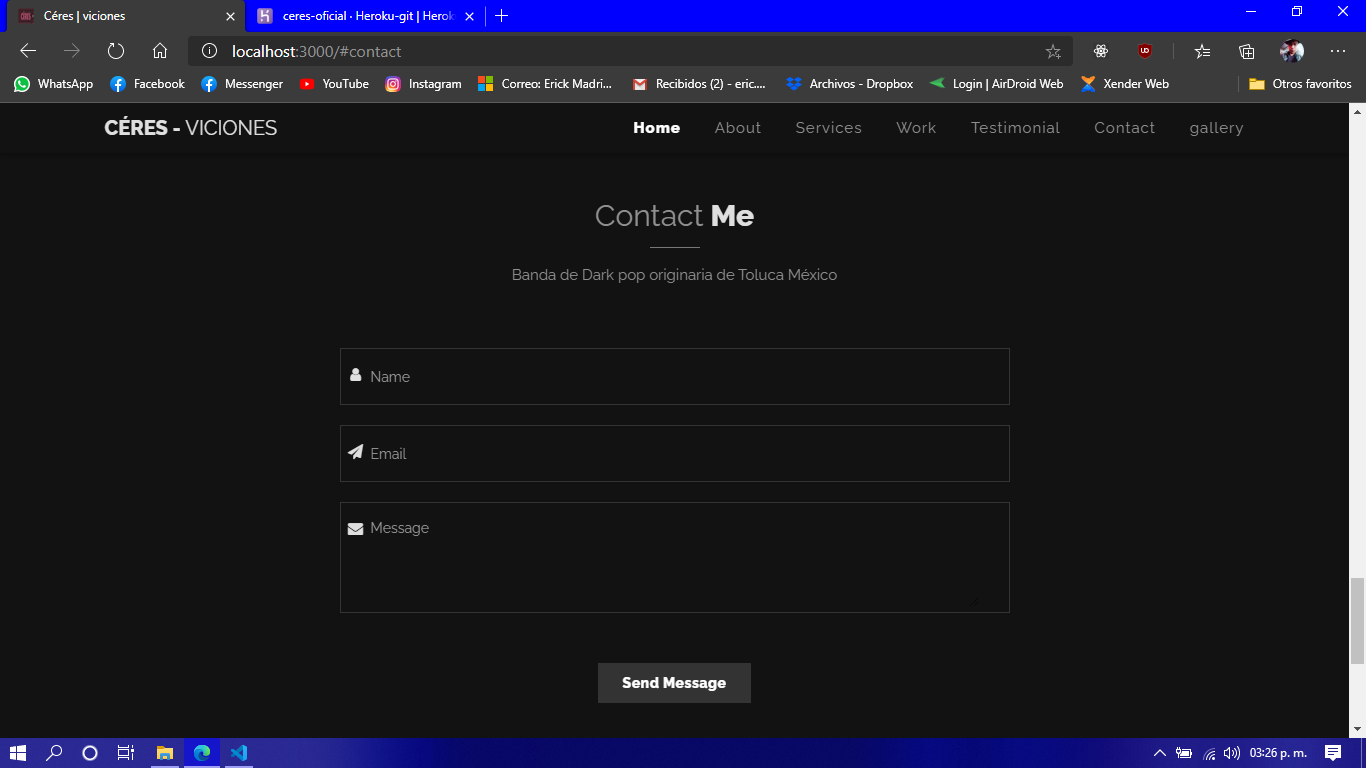 Céres | viciones
ceres-oficial · Heroku-git | Herok
localhost:3000/#contact
WhatsApp
Facebook
Messenger
YouTube
Instagram
Correo: Erick Madri...
Recibidos (2) - eric....
Archivos - Dropbox
Login | AirDroid Web
Xender Web
Otros favoritos
CÉRES - VICIONES
Home
About
Services
Work
Testimonial
Contact
gallery
Contact Me
Banda de Dark pop originaria de Toluca México
Name
Email
Message
Send Message
03:26 p. m.